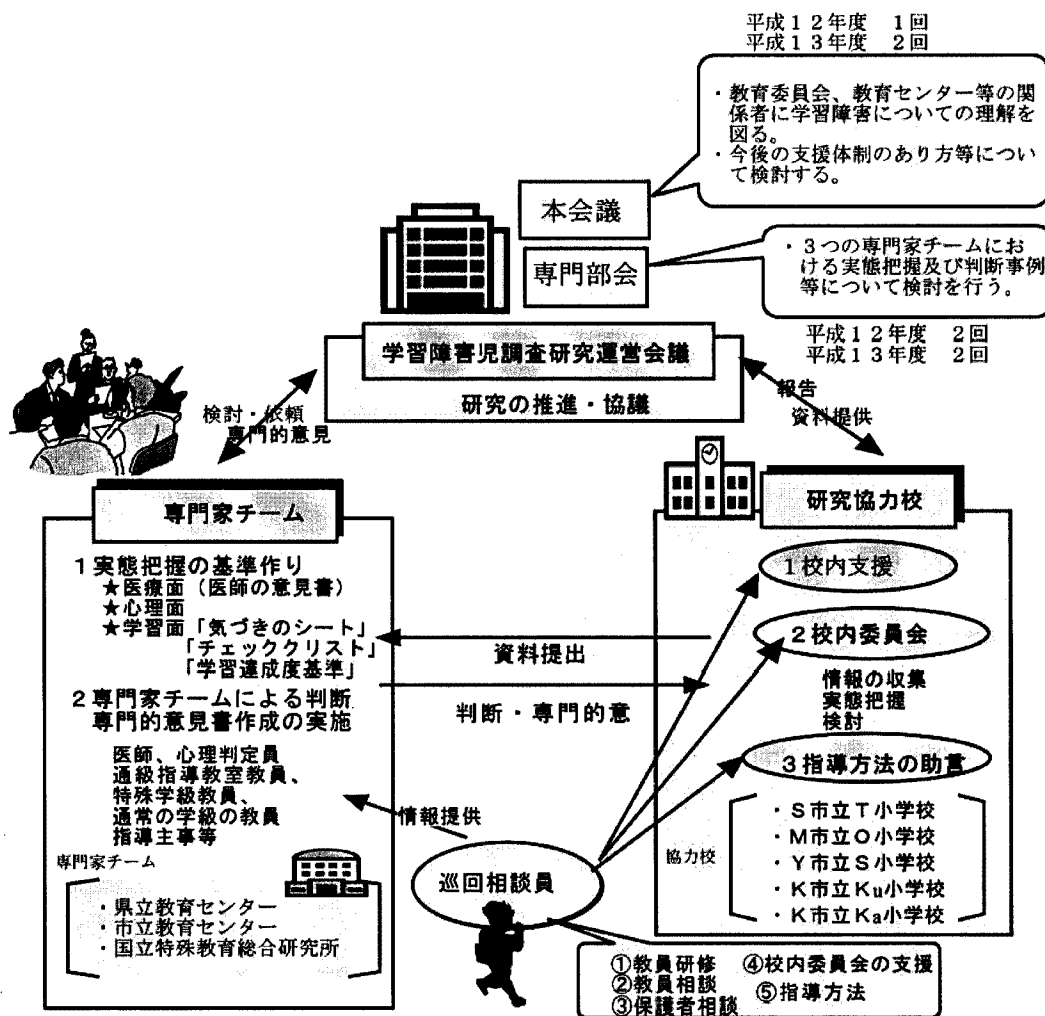 平成１２年度　１回
平成１３年度　２回
・教育委員会、教育センター等の関
係者に学習障害についての理解を
図る。
・今後の支援体制のあり方等につい
て検討する。
本会議
専門部会
・３つの専門家チームにお
ける実態把握及び判断事例
等について検討を行う。
平成１２年度　２回
平成１３年度　２回
学習障害児調査研究運営会議
研究の推進・協議
検討・依頼
専門的意見
報告
資料提供
専門家チーム
１実態把握の基準作り
★医療面（医師の意見書）
★心理面
★学習面「気づきのシート」
「チェッククリスト」
「学習達成度基準」
２専門家チームによる判断
専門的意見書作成の実施
医師、心理判定員
通級指導教室教員、
特殊学級教員、
通常の学級の教員
指導主事等
専門家チーム
・県立教育センター
・市立教育センター
・国立特殊教育総合研究所
資料提出
判断・専門的意
情報提供
巡回相談員
①教員研修　④校内委員会の支援
②教員相談　⑤指導方法
③保護者相談
研究協力校
１校内支援
２校内委員会
情報の収集
実態把握
検討
３指導方法の助言
協力校
・Ｓ市立Ｔ小学校
・Ｍ市立Ｏ小学校
・Ｙ市立Ｓ小学校
・Ｋ市立Ｋu小学校
・Ｋ市立Ｋa小学校